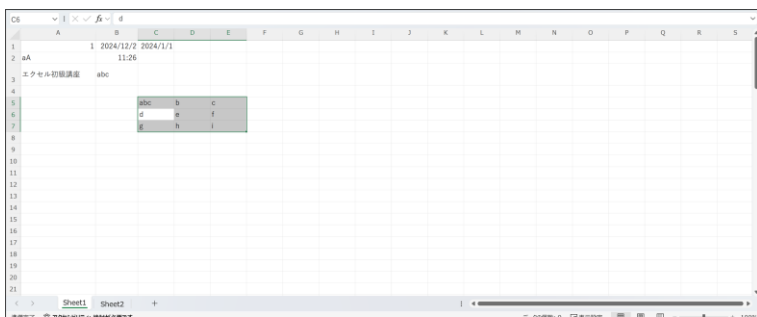 C6 fx d
A B C D E F G H I J K L M N O P Q R S
1 1 2024/12/2 2024/1/1
2 aA 11:26
3 エクセル初級講座 abc
4
5 abc b c
6 d e f
7 g h i
8
9
10
11
12
13
14
15
16
17
18
19
20
21
Sheet1 Sheet2 +